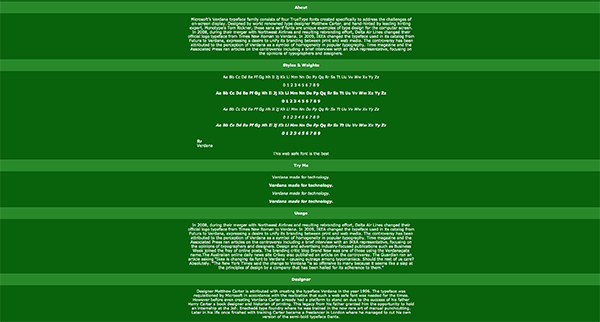 About
Microsoft's Verdana typeface family consists of four TrueType fonts created specifically to address the challenges of
on-screen display. Designed by world renowned type designer Matthew Carter, and hand-hinted by leading hinting
expert, Monotype's Tom Rickner, these sans serif fonts are unique examples of type design for the computer screen.
In 2008, during their merger with Northwest Airlines and resulting rebranding effort, Delta Air Lines changed their
official logo typeface from Times New Roman to Verdana. In 2009, IKEA changed the typeface used in its catalog from
Futura to Verdana, expressing a desire to unify its branding between print and web media. The controversy has been
attributed to the perception of Verdana as a symbol of homogeneity in popular typography. Time magazine and the
Associated Press ran articles on the controversy including a brief interview with an IKEA representative, focusing on the
opinions of typographers and designers.
Styles & Weights
Aa Bb Cc Dd Ee Ff Gg Hh Ii Jj Kk Ll Mm Nn Oo Pp Qq Rr Ss Tt Uu Vv Ww Xx Yy Zz
0 1 2 3 4 5 6 7 8 9
Aa Bb Cc Dd Ee Ff Gg Hh Ii Jj Kk Ll Mm Nn Oo Pp Qq Rr Ss Tt Uu Vv Ww Xx Yy Zz
0 1 2 3 4 5 6 7 8 9
Aa Bb Cc Dd Ee Ff Gg Hh Ii Jj Kk Ll Mm Nn Oo Pp Qq Rr Ss Tt Uu Vv Ww Xx Yy Zz
0 1 2 3 4 5 6 7 8 9
Aa Bb Cc Dd Ee Ff Gg Hh Ii Jj Kk Ll Mm Nn Oo Pp Qq Rr Ss Tt Uu Vv Ww Xx Yy Zz
0 1 2 3 4 5 6 7 8 9
Verdana
This web safe font is the best
Try Me
Verdana made for technology.
Verdana made for technology.
Verdana made for technology.
Verdana made for technology.
Usage
In 2008, during their merger with Northwest Airlines and resulting rebranding effort, Delta Air Lines changed their
official logo typeface from Times New Roman to Verdana. In 2009, IKEA changed the typeface used in its catalog from
Futura to Verdana, expressing a desire to unify its branding between print and web media. The controversy has been
attributed to the perception of Verdana as a symbol of homogeneity in popular typography. Time magazine and the
Associated Press ran articles on the controversy including a brief interview with an IKEA representative, focusing on
the opinions of typographers and designers. Design and advertising industry-focused publications such as Business
Week joined the fray of online posts. The branding critic blog Brand New was one of those using the Verdanagate
name. The Australian online daily news site Crikey also published an article on the controversy. The Guardian ran an
article asking "Ikea is changing its font to Verdana – causing outrage among typomaniacs. Should the rest of us care?
Absolutely." The New York Times said the change to Verdana "is so offensive to many because it seems like a slap at
the principles of design by a company that has been hailed for its adherence to them."
Designer
Designer Matthew Carter is attributed with creating the typeface Verdana in the year 1996. The typeface was
requisitioned by Microsoft in accordance with the realization that such a web safe font was needed for the times.
However before even creating Verdana Carter already had a platform to stand on due to the success of his father
Harry Carter a book designer and historian of printing. This legacy from his father granted him the opportunity to hold
an internship at the Joh. Enschedé type foundry where he was trained in the now rare art of manual punchcutting.
Later in his life once finished with training Carter became a freelancer in London where he managed to cut his own
version of the semi-bold typeface Dante.